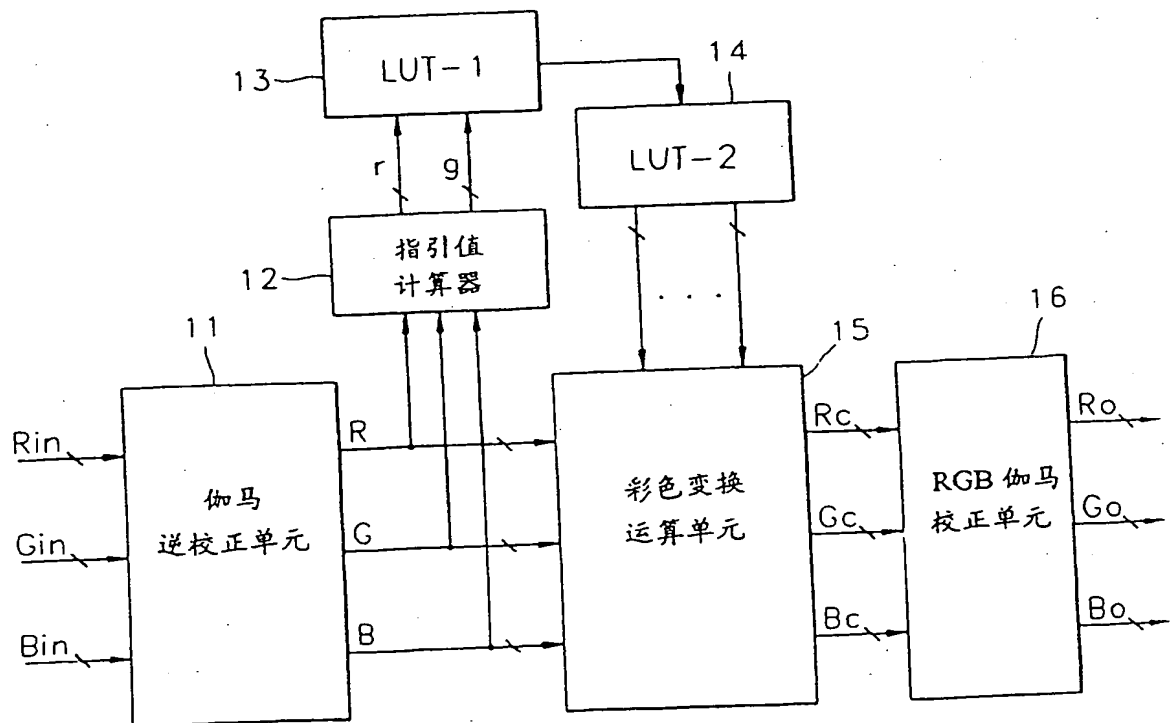 13
LUT-1
14
LUT-2
r
g
12
指引值
计算器
11
15
16
Rin
Gin
Bin
伽马
逆校正单元
R
G
B
彩色变换
运算单元
Rc
Gc
Bc
RGB 伽马
校正单元
Ro
Go
Bo
. . .